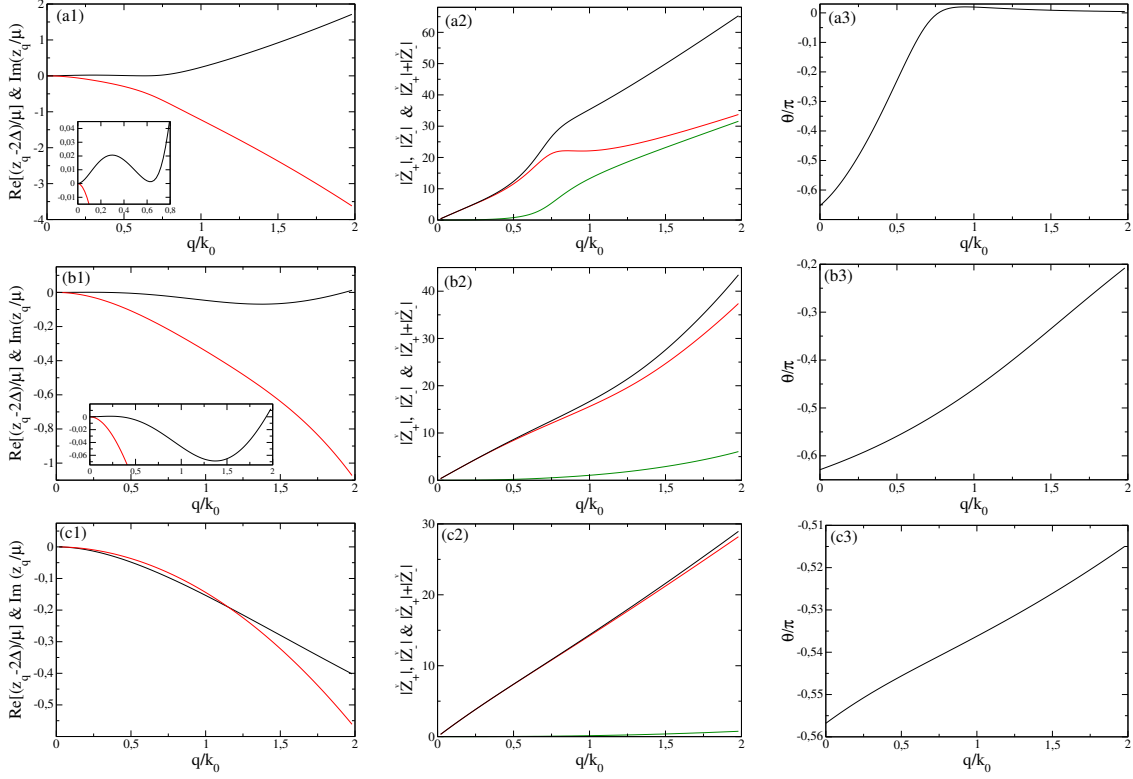 (a1)
Re[(z_q-2Δ)/μ] & Im(z_q/μ)
2
1
0
-1
-2
-3
-4
0,04
0,03
0,02
0,01
0
-0,01
0 0,2 0,4 0,6 0,8
0 0,5 1 1,5 2
q/k_0
(a2)
|Ž_+|, |Ž_-| & |Ž_+|+|Ž_-|
60
50
40
30
20
10
0
0 0,5 1 1,5 2
q/k_0
(a3)
θ/π
0
-0,1
-0,2
-0,3
-0,4
-0,5
-0,6
0 0,5 1 1,5 2
q/k_0
(b1)
Re[(z_q-2Δ)/μ] & Im(z_q/μ)
0
-0,2
-0,4
-0,6
-0,8
-1
0
-0,02
-0,04
-0,06
0 0,5 1 1,5 2
0 0,5 1 1,5 2
q/k_0
(b2)
|Ž_+|, |Ž_-| & |Ž_+|+|Ž_-|
40
30
20
10
0
0 0,5 1 1,5 2
q/k_0
(b3)
θ/π
-0,2
-0,3
-0,4
-0,5
-0,6
0 0,5 1 1,5 2
q/k_0
(c1)
Re[(z_q-2Δ)/μ] & Im (z_q/μ)
0
-0,1
-0,2
-0,3
-0,4
-0,5
0 0,5 1 1,5 2
q/k_0
(c2)
|Ž_+|, |Ž_-| & |Ž_+|+|Ž_-|
30
20
10
0
0 0,5 1 1,5 2
q/k_0
(c3)
θ/π
-0,51
-0,52
-0,53
-0,54
-0,55
-0,56
0 0,5 1 1,5 2
q/k_0